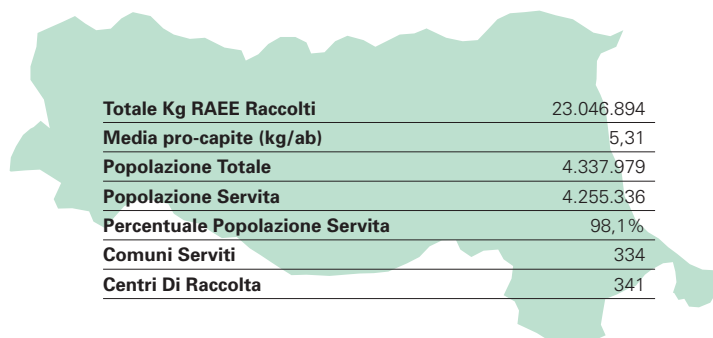 Totale Kg RAEE Raccolti 23.046.894
Media pro-capite (kg/ab) 5,31
Popolazione Totale 4.337.979
Popolazione Servita 4.255.336
Percentuale Popolazione Servita 98,1%
Comuni Serviti 334
Centri Di Raccolta 341